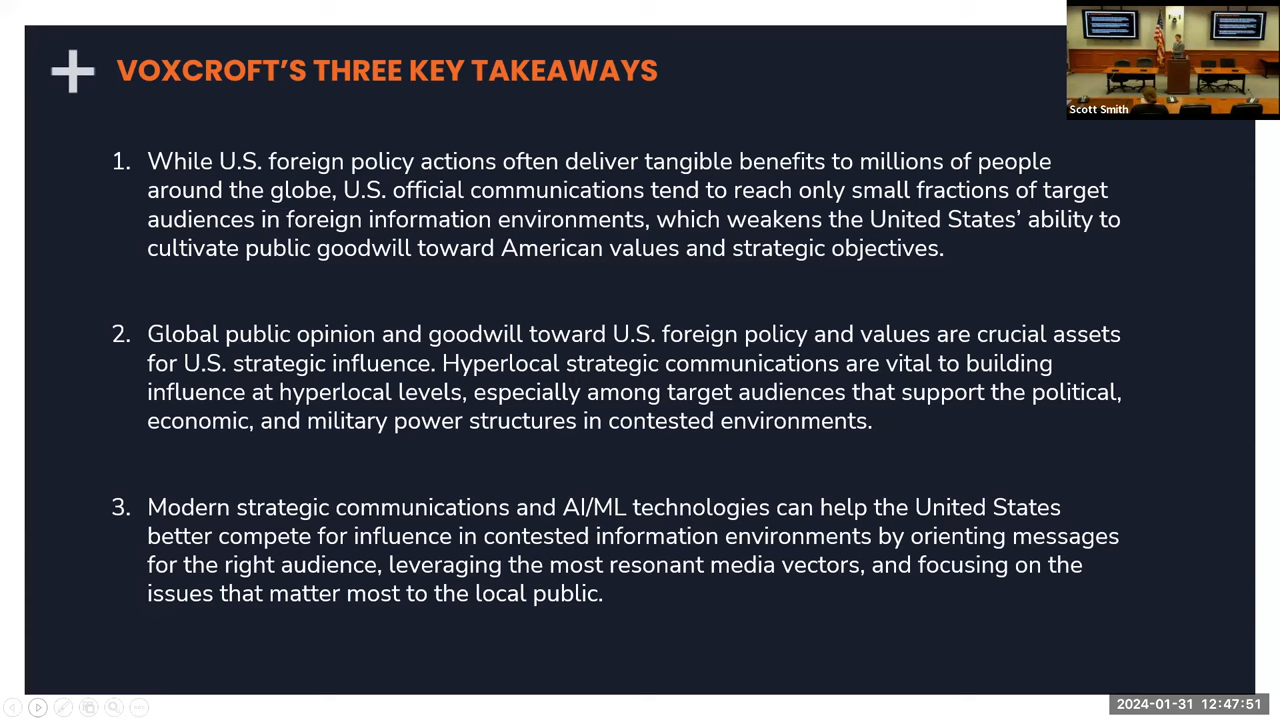 VOXCROFT'S THREE KEY TAKEAWAYS
Scott Smith
1. While U.S. foreign policy actions often deliver tangible benefits to millions of people
around the globe, U.S. official communications tend to reach only small fractions of target
audiences in foreign information environments, which weakens the United States' ability to
cultivate public goodwill toward American values and strategic objectives.
2. Global public opinion and goodwill toward U.S. foreign policy and values are crucial assets
for U.S. strategic influence. Hyperlocal strategic communications are vital to building
influence at hyperlocal levels, especially among target audiences that support the political,
economic, and military power structures in contested environments.
3. Modern strategic communications and AI/ML technologies can help the United States
better compete for influence in contested information environments by orienting messages
for the right audience, leveraging the most resonant media vectors, and focusing on the
issues that matter most to the local public.
2024-01-31 12:47:51